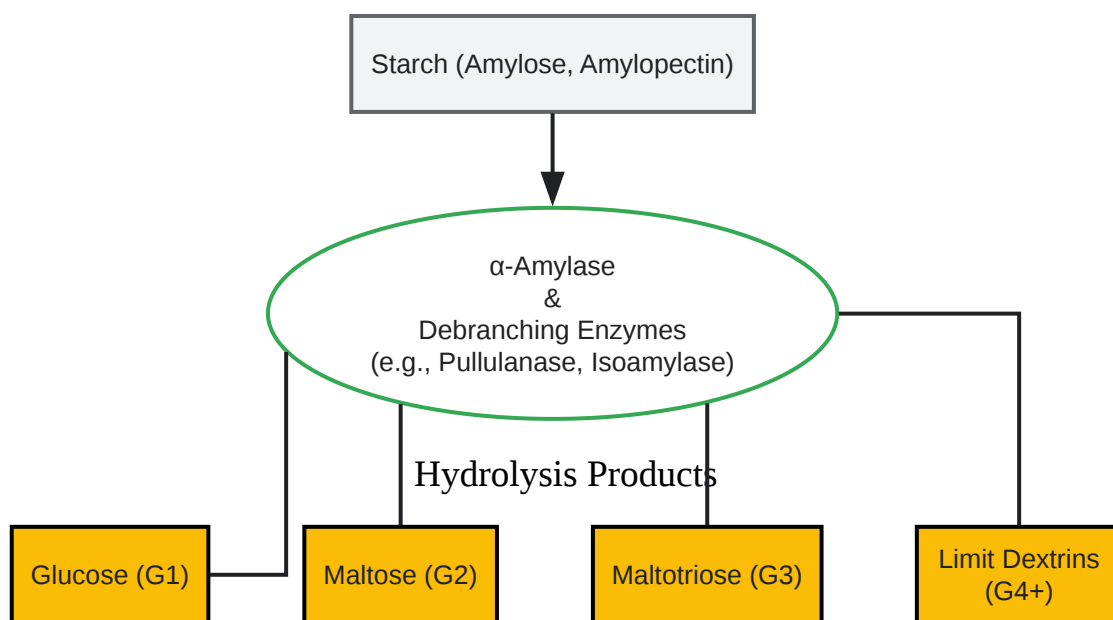 Starch (Amylose, Amylopectin)
α-Amylase
&
Debranching Enzymes
(e.g., Pullulanase, Isoamylase)
Hydrolysis Products
Glucose (G1)
Maltose (G2)
Maltotriose (G3)
Limit Dextrins
(G4+)